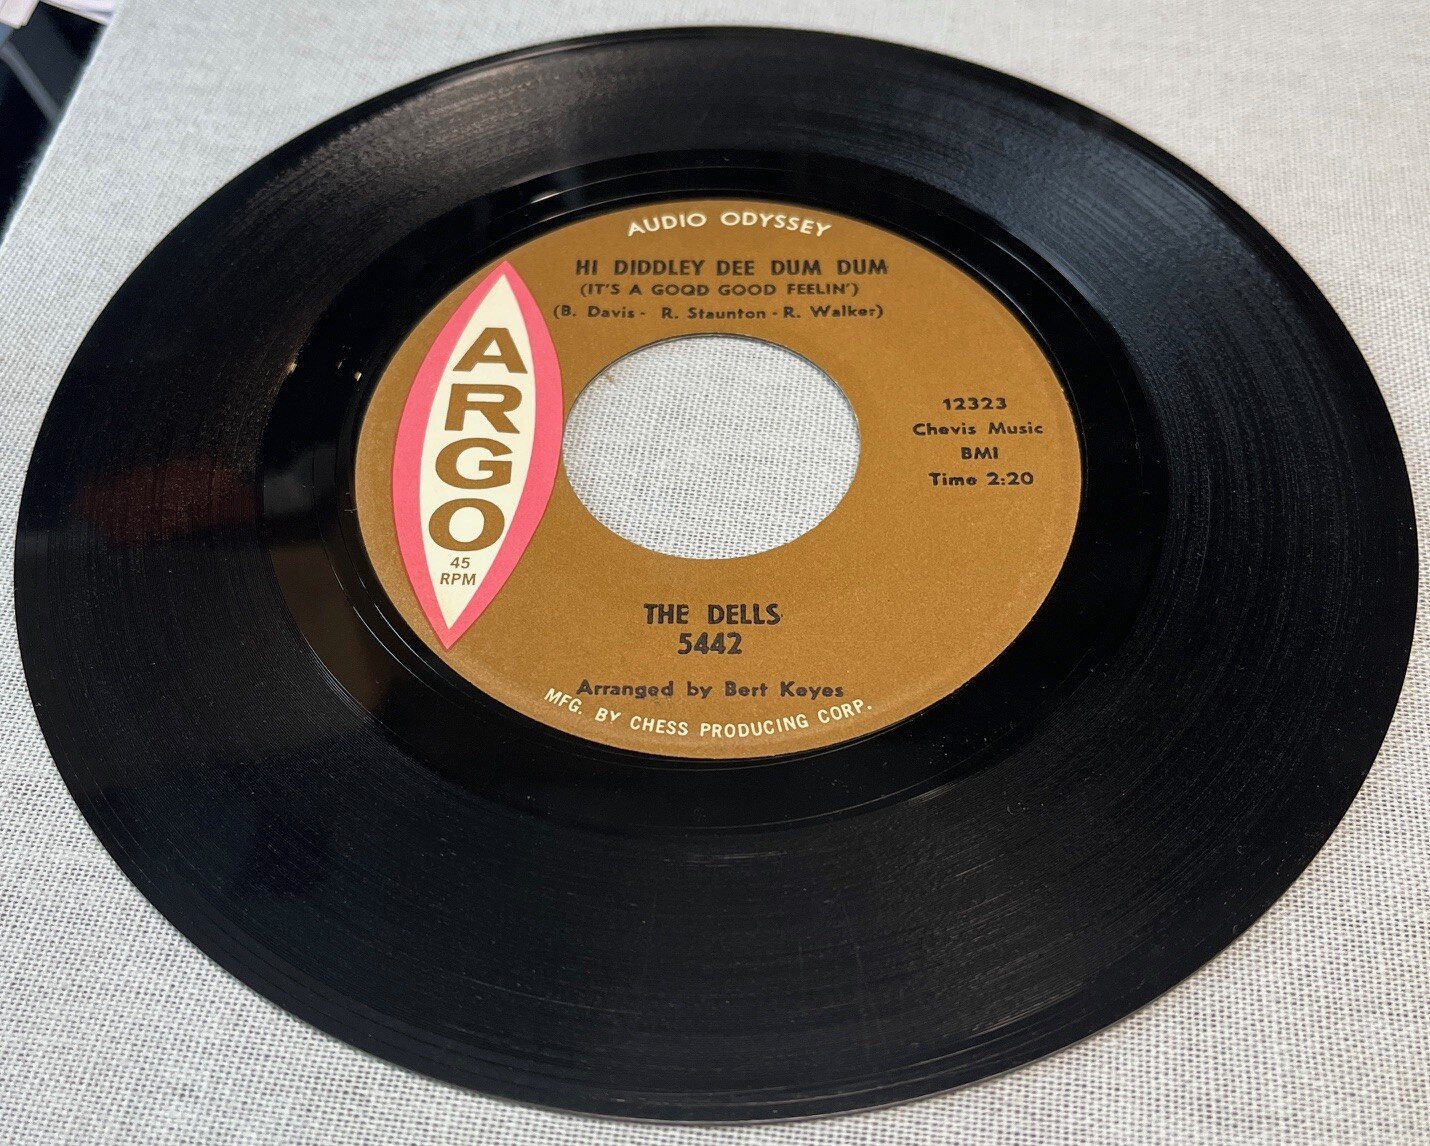 AUDIO ODYSSEY
HI DIDDLEY DEE DUM DUM
(IT'S A GOOD GOOD FEELIN')
(B. Davis - R. Staunton - R. Walker)
ARGO
45
RPM
12323
Chevis Music
BMI
Time 2:20
THE DELLS
5442
Arranged by Bert Keyes
MFG. BY CHESS PRODUCING CORP.